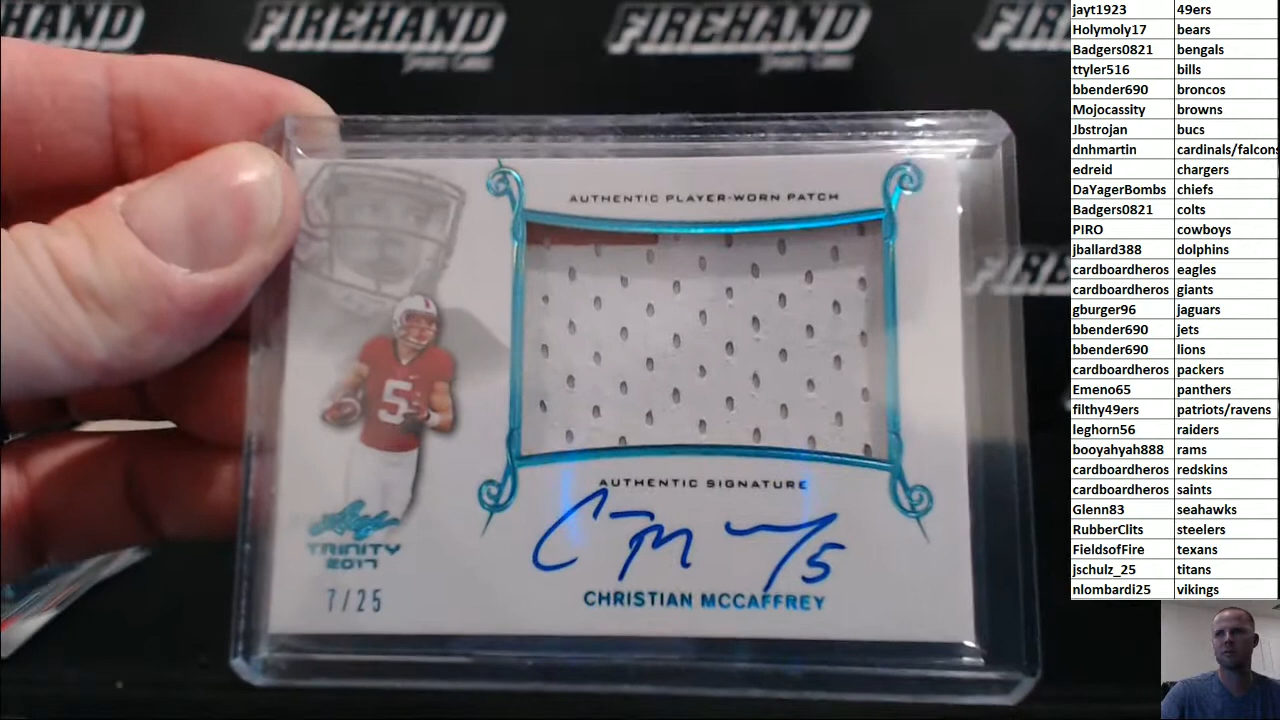 FIREHAND
FIREHAND
FIREHAND
AUTHENTIC PLAYER-WORN PATCH
5
AUTHENTIC SIGNATURE
Leaf
TRINITY
2017
7/25
CHRISTIAN MCCAFFREY
jayt1923 49ers
Holymoly17 bears
Badgers0821 bengals
ttyler516 bills
bbender690 broncos
Mojocassity browns
Jbstrojan bucs
dnhmartin cardinals/falcons
edreid chargers
DaYagerBombs chiefs
Badgers0821 colts
PIRO cowboys
jballard388 dolphins
cardboardheros eagles
cardboardheros giants
gburger96 jaguars
bbender690 jets
bbender690 lions
cardboardheros packers
Emeno65 panthers
filthy49ers patriots/ravens
leghorn56 raiders
booyahyah888 rams
cardboardheros redskins
cardboardheros saints
Glenn83 seahawks
RubberClits steelers
FieldsofFire texans
jschulz_25 titans
nlombardi25 vikings